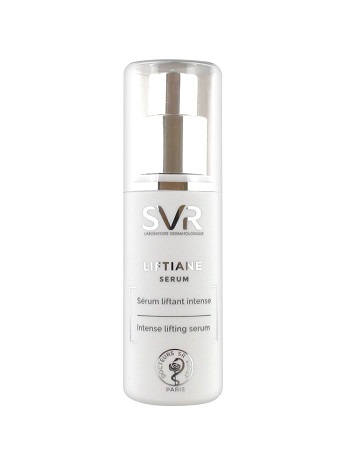 SVR
LABORATOIRE DERMATOLOGIQUE
LIFTIANE
SERUM
Sérum liftant intense
Intense lifting serum
PARIS